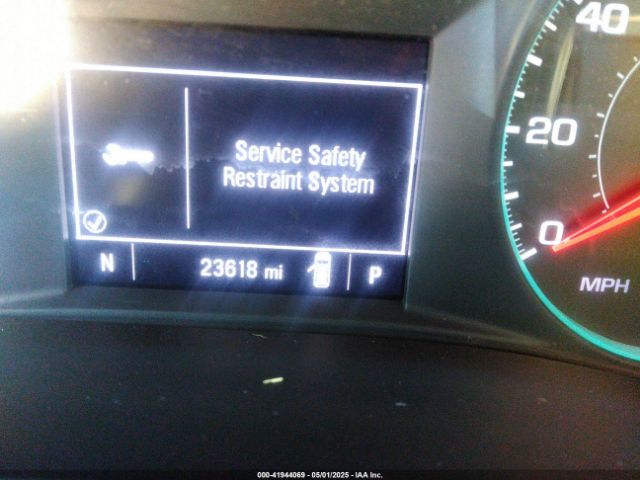 Service Safety
Restraint System
N 23618 mi P
40
20
0
MPH
000-41944069 - 05/01/2025 - IAA Inc.